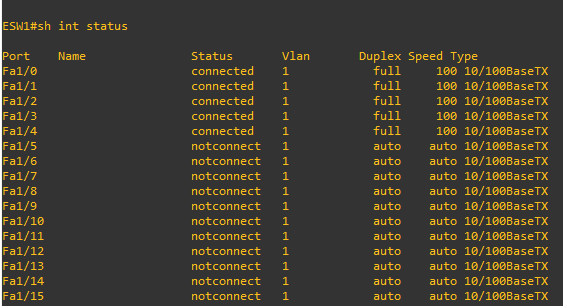 ESW1#sh int status
Port Name Status Vlan Duplex Speed Type
Fa1/0 connected 1 full 100 10/100BaseTX
Fa1/1 connected 1 full 100 10/100BaseTX
Fa1/2 connected 1 full 100 10/100BaseTX
Fa1/3 connected 1 full 100 10/100BaseTX
Fa1/4 connected 1 full 100 10/100BaseTX
Fa1/5 notconnect 1 auto auto 10/100BaseTX
Fa1/6 notconnect 1 auto auto 10/100BaseTX
Fa1/7 notconnect 1 auto auto 10/100BaseTX
Fa1/8 notconnect 1 auto auto 10/100BaseTX
Fa1/9 notconnect 1 auto auto 10/100BaseTX
Fa1/10 notconnect 1 auto auto 10/100BaseTX
Fa1/11 notconnect 1 auto auto 10/100BaseTX
Fa1/12 notconnect 1 auto auto 10/100BaseTX
Fa1/13 notconnect 1 auto auto 10/100BaseTX
Fa1/14 notconnect 1 auto auto 10/100BaseTX
Fa1/15 notconnect 1 auto auto 10/100BaseTX